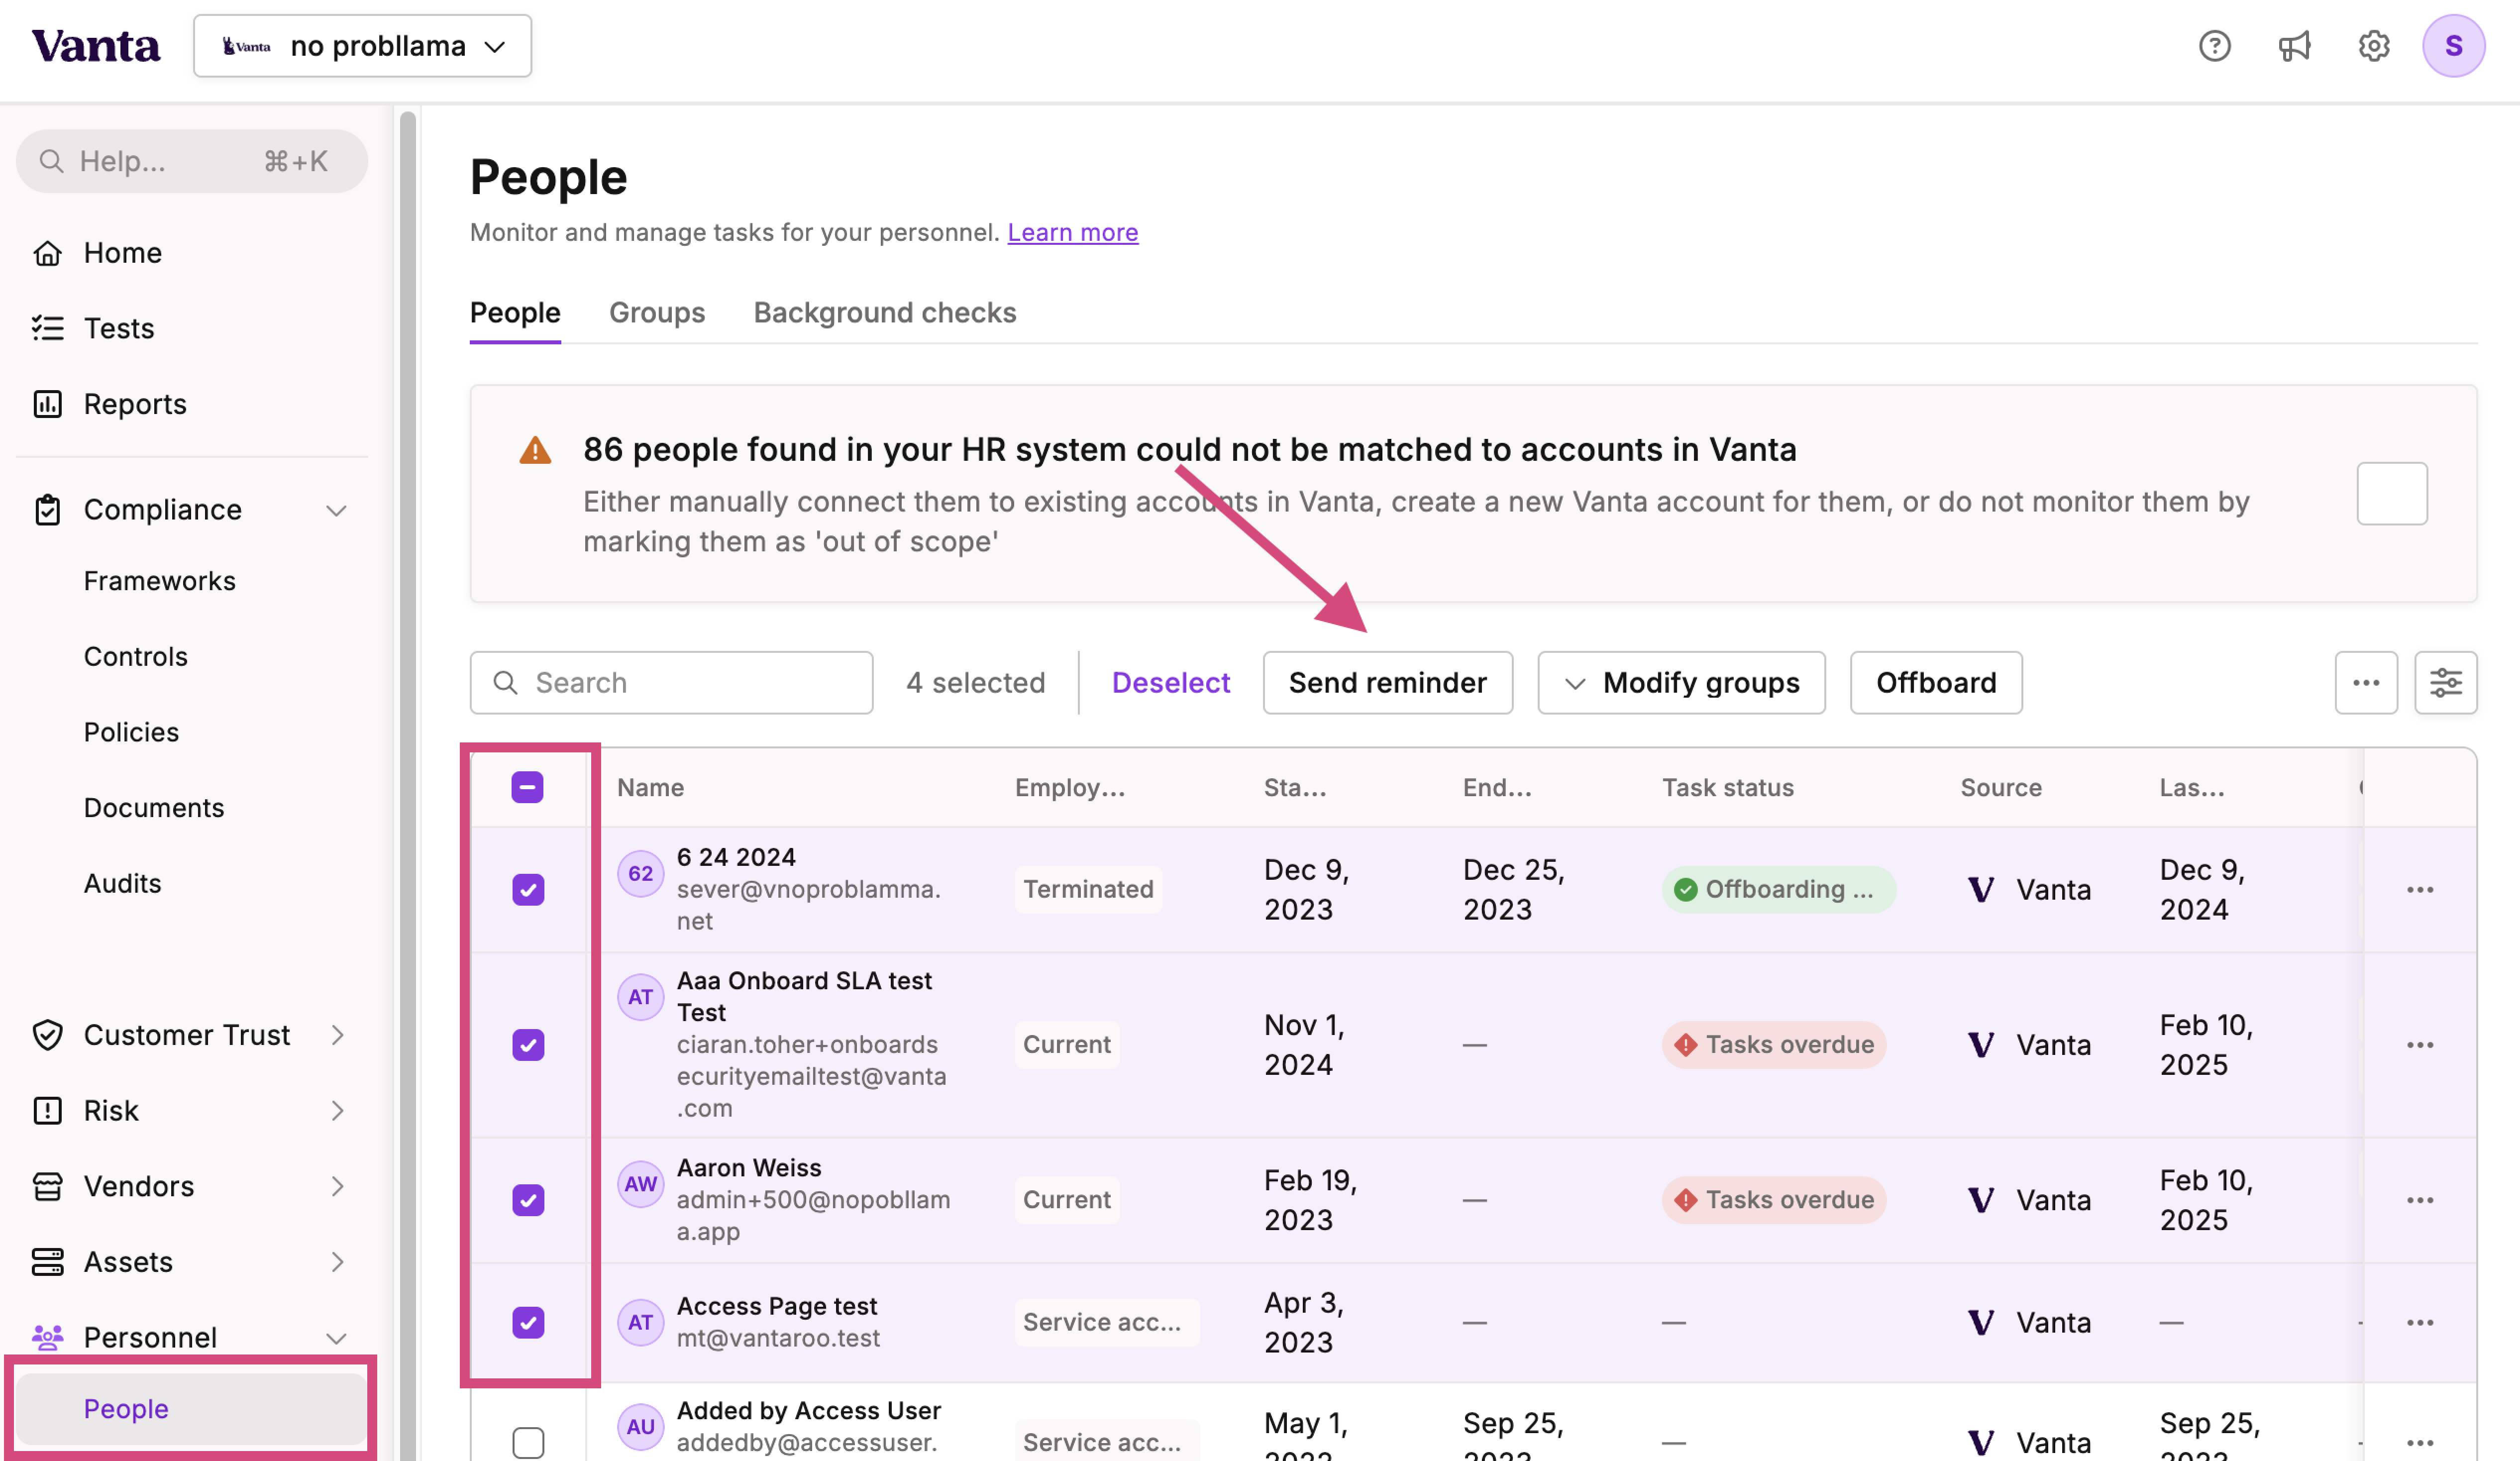 Vanta
Vanta no probllama
S
Help... ⌘+K
Home
Tests
Reports
Compliance
Frameworks
Controls
Policies
Documents
Audits
Customer Trust
Risk
Vendors
Assets
Personnel
People
People
Monitor and manage tasks for your personnel. Learn more
People Groups Background checks
86 people found in your HR system could not be matched to accounts in Vanta
Either manually connect them to existing accounts in Vanta, create a new Vanta account for them, or do not monitor them by
marking them as 'out of scope'
Search 4 selected Deselect Send reminder Modify groups Offboard
Name Employ... Sta... End... Task status Source Las...
62
6 24 2024
sever@vnoproblamma.
net
Terminated
Dec 9,
2023
Dec 25,
2023
Offboarding ...
Vanta
Dec 9,
2024
AT
Aaa Onboard SLA test
Test
ciaran.toher+onboards
ecurityemailtest@vanta
.com
Current
Nov 1,
2024
—
Tasks overdue
Vanta
Feb 10,
2025
AW
Aaron Weiss
admin+500@nopobllam
a.app
Current
Feb 19,
2023
—
Tasks overdue
Vanta
Feb 10,
2025
AT
Access Page test
mt@vantaroo.test
Service acc...
Apr 3,
2023
—
—
Vanta
—
AU
Added by Access User
addedby@accessuser.
Service acc...
May 1,
Sep 25,
—
Vanta
Sep 25,